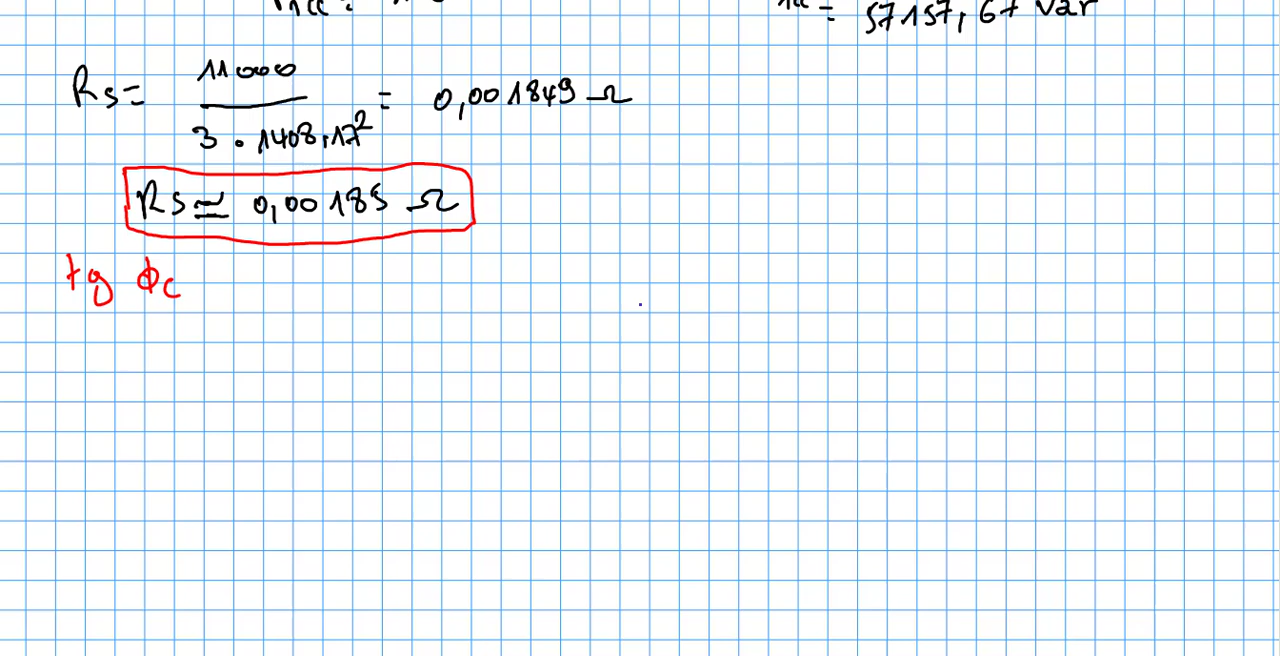 = 57157,67 var
Rs = 11000 / 3 . 1408,17² = 0,001849 Ω
Rs ≃ 0,00185 Ω
tg ϕc